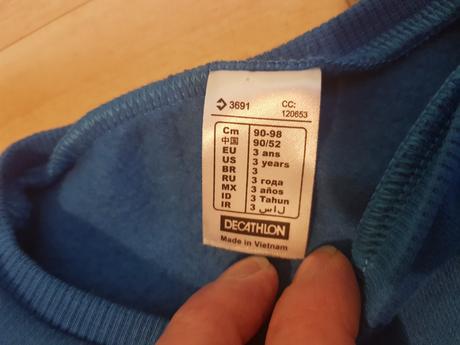 3691 CC: 120653
Cm 90-98
中国 90/52
EU 3 ans
US 3 years
BR 3
RU 3 года
MX 3 años
ID 3 Tahun
IR 3 سال
DECATHLON
Made in Vietnam